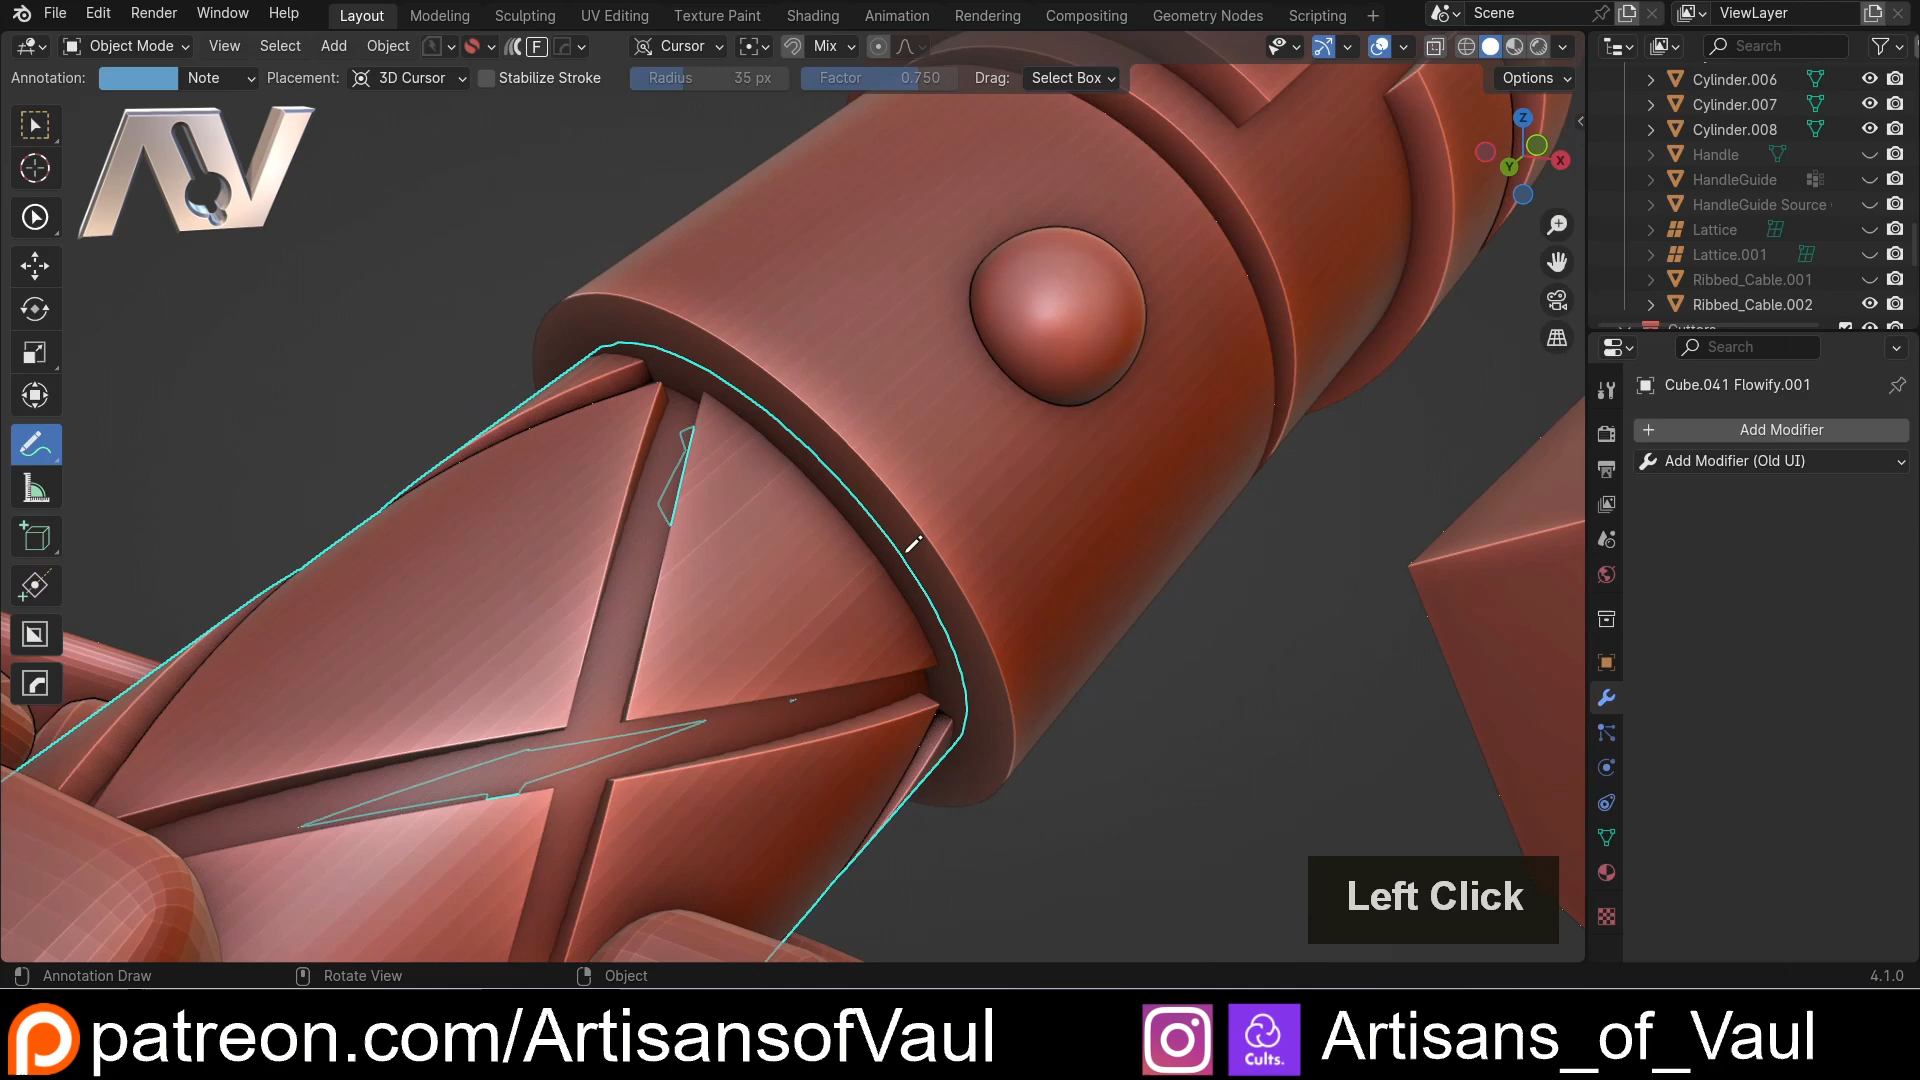 File Edit Render Window Help Layout Modeling Sculpting UV Editing Texture Paint Shading Animation Rendering Compositing Geometry Nodes Scripting + Scene ViewLayer
Object Mode View Select Add Object F Cursor Mix Search
Annotation: Note Placement: 3D Cursor Stabilize Stroke Radius 35 px Factor 0.750 Drag: Select Box Options
Cylinder.006
Cylinder.007
Cylinder.008
Handle
HandleGuide
HandleGuide Source
Lattice
Lattice.001
Ribbed_Cable.001
Ribbed_Cable.002
Z
X
Y
AV
Search
Cube.041 Flowify.001
Add Modifier
Add Modifier (Old UI)
Left Click
Annotation Draw Rotate View Object 4.1.0
patreon.com/ArtisansofVaul Cults. Artisans_of_Vaul